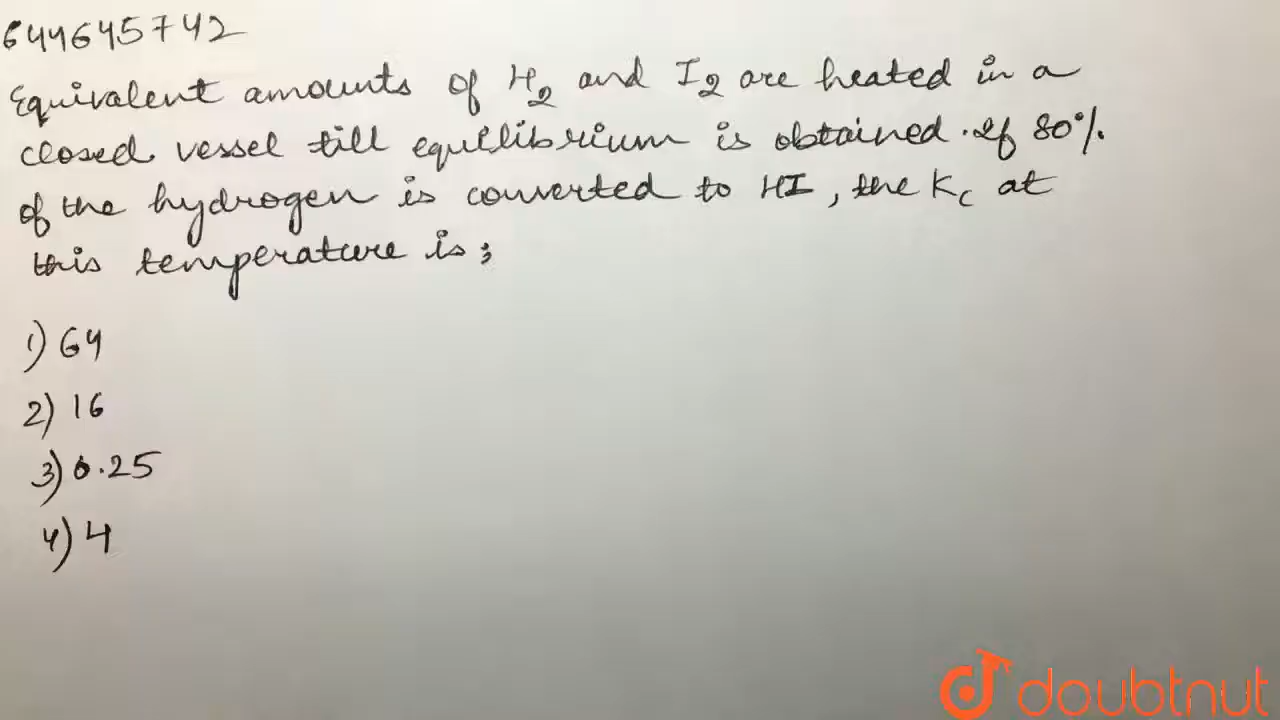 644645742
Equivalent amounts of H₂ and I₂ are heated in a
closed vessel till equilibrium is obtained. If 80%
of the hydrogen is converted to HI, the Kc at
this temperature is;
1) 64
2) 16
3) 0.25
4) 4
doubtnut